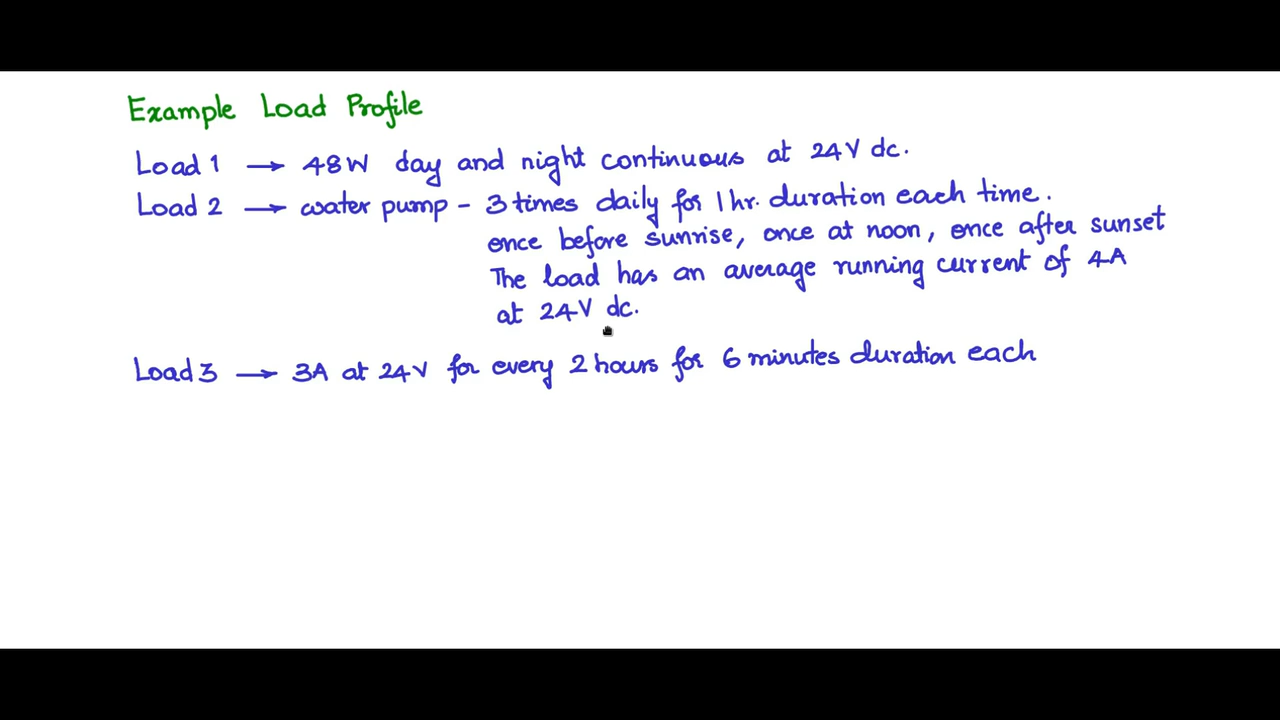 Example Load Profile
Load 1 → 48W day and night continuous at 24V dc.
Load 2 → water pump - 3 times daily for 1 hr. duration each time.
once before sunrise, once at noon, once after sunset
The load has an average running current of 4A
at 24V dc.
Load 3 → 3A at 24V for every 2 hours for 6 minutes duration each